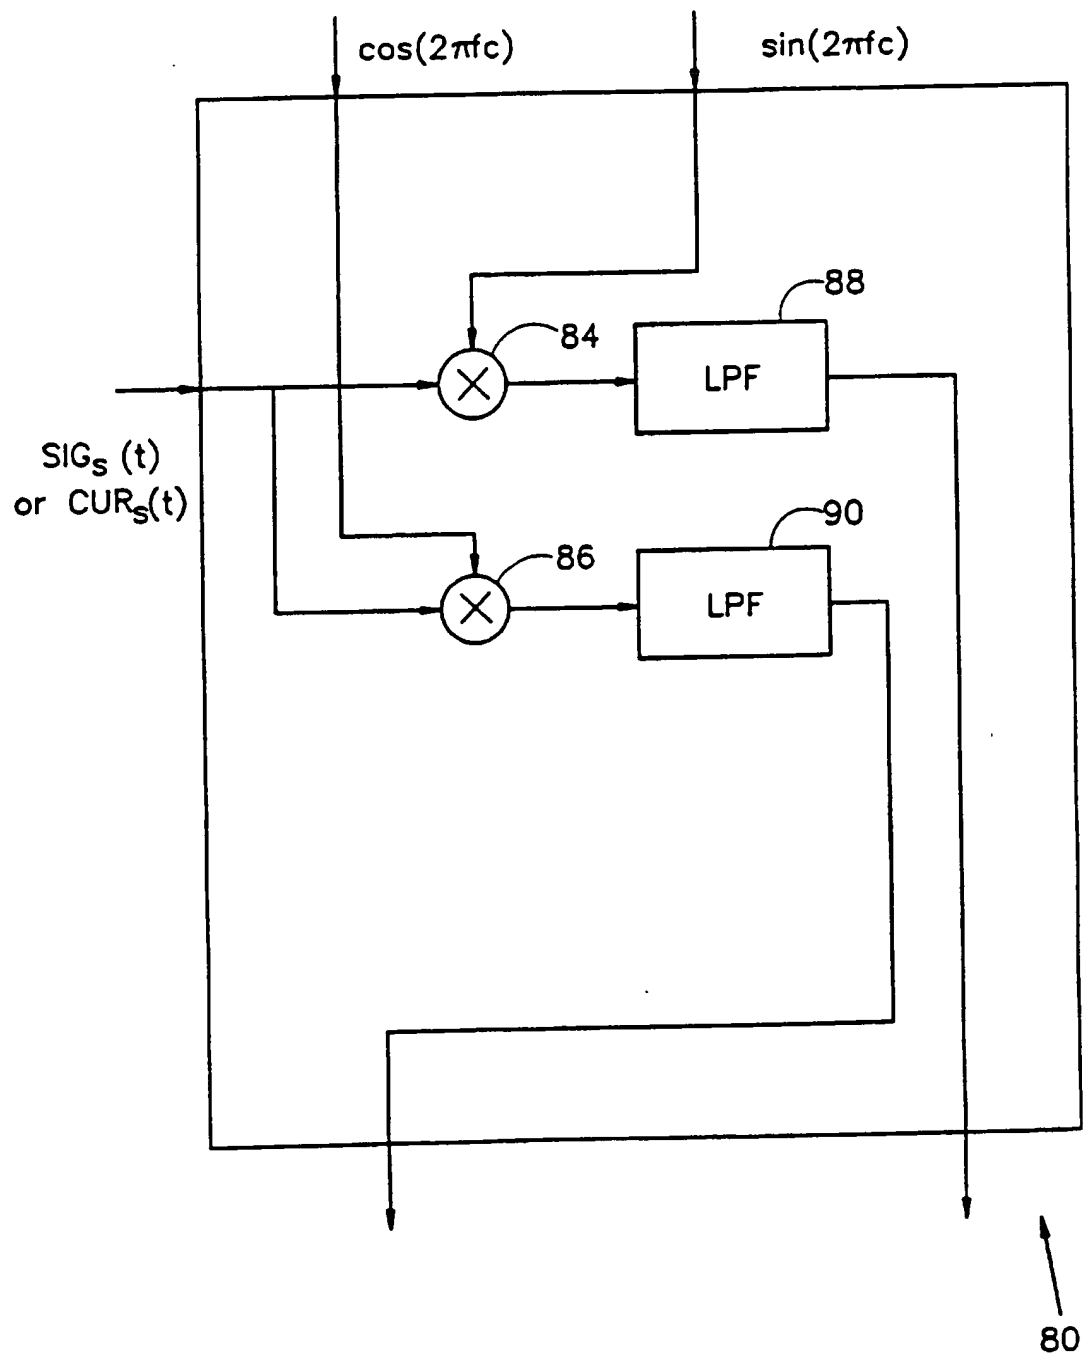 cos(2πfc)
sin(2πfc)
88
84
LPF
SIGs (t)
or CURs(t)
90
86
LPF
80